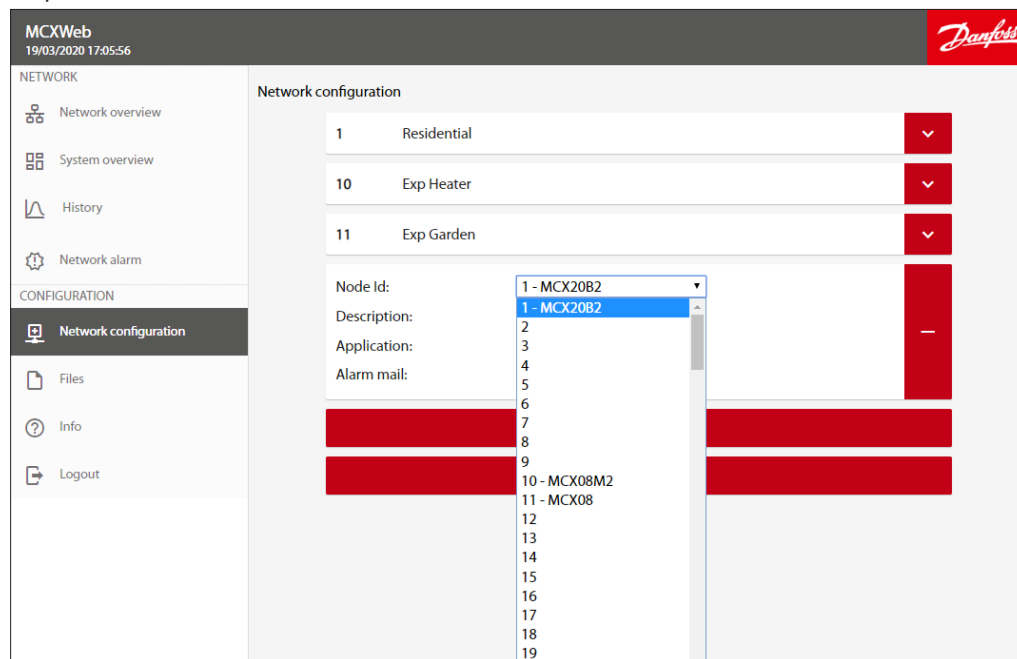 MCXWeb
19/03/2020 17:05:56
Danfoss
NETWORK
Network overview
System overview
History
Network alarm
CONFIGURATION
Network configuration
Files
Info
Logout
Network configuration
1 Residential
10 Exp Heater
11 Exp Garden
Node Id: 1 - MCX20B2
Description:
Application:
Alarm mail:
1 - MCX20B2
2
3
4
5
6
7
8
9
10 - MCX08M2
11 - MCX08
12
13
14
15
16
17
18
19